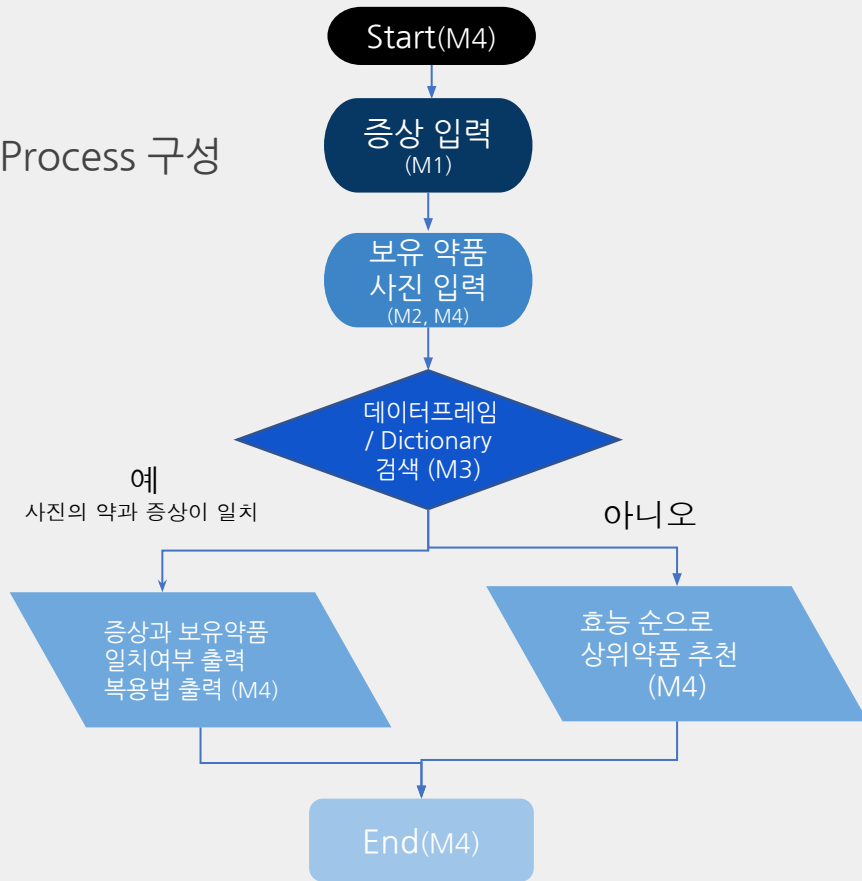 Start(M4)
Process 구성
증상 입력
(M1)
보유 약품
사진 입력
(M2, M4)
데이터프레임
/ Dictionary
검색 (M3)
예
사진의 약과 증상이 일치
아니오
증상과 보유약품
일치여부 출력
복용법 출력 (M4)
효능 순으로
상위약품 추천
(M4)
End(M4)